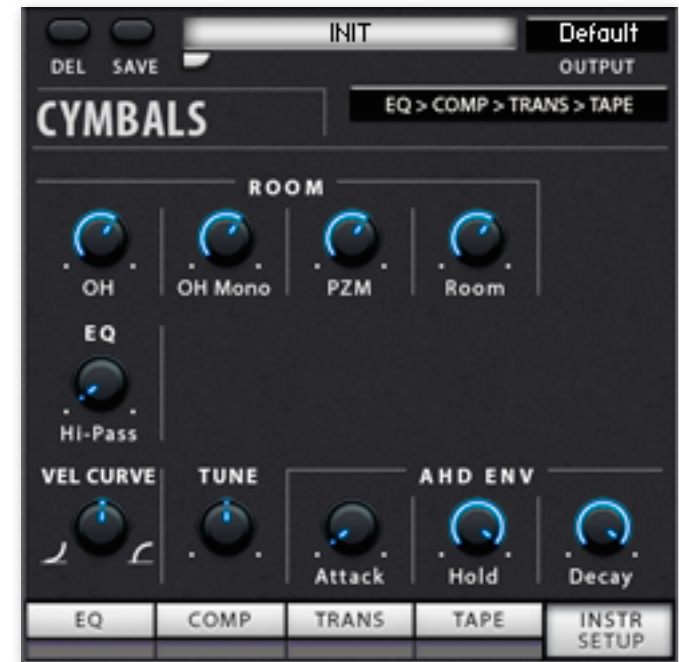 INIT
Default
DEL SAVE
OUTPUT
EQ > COMP > TRANS > TAPE
CYMBALS
ROOM
OH OH Mono PZM Room
EQ
Hi-Pass
VEL CURVE TUNE AHD ENV
Attack Hold Decay
EQ COMP TRANS TAPE INSTR
SETUP